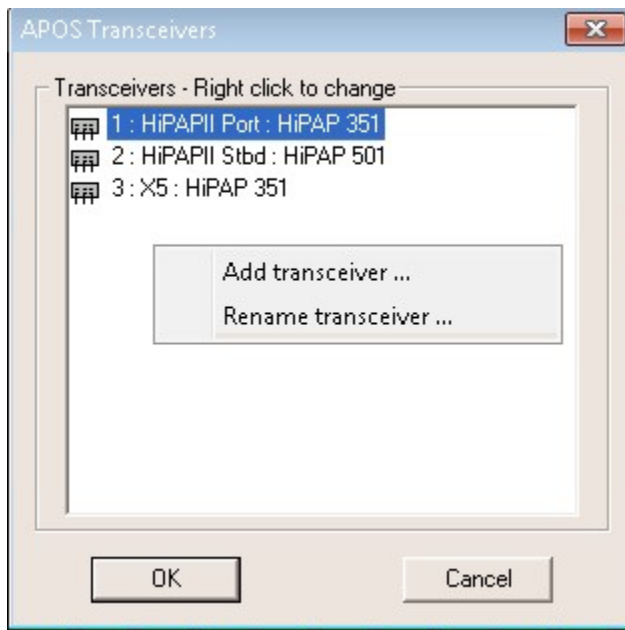 APOS Transceivers
Transceivers - Right click to change
1 : HiPAPII Port : HiPAP 351
2 : HiPAPII Stbd : HiPAP 501
3 : X5 : HiPAP 351
Add transceiver ...
Rename transceiver ...
OK
Cancel